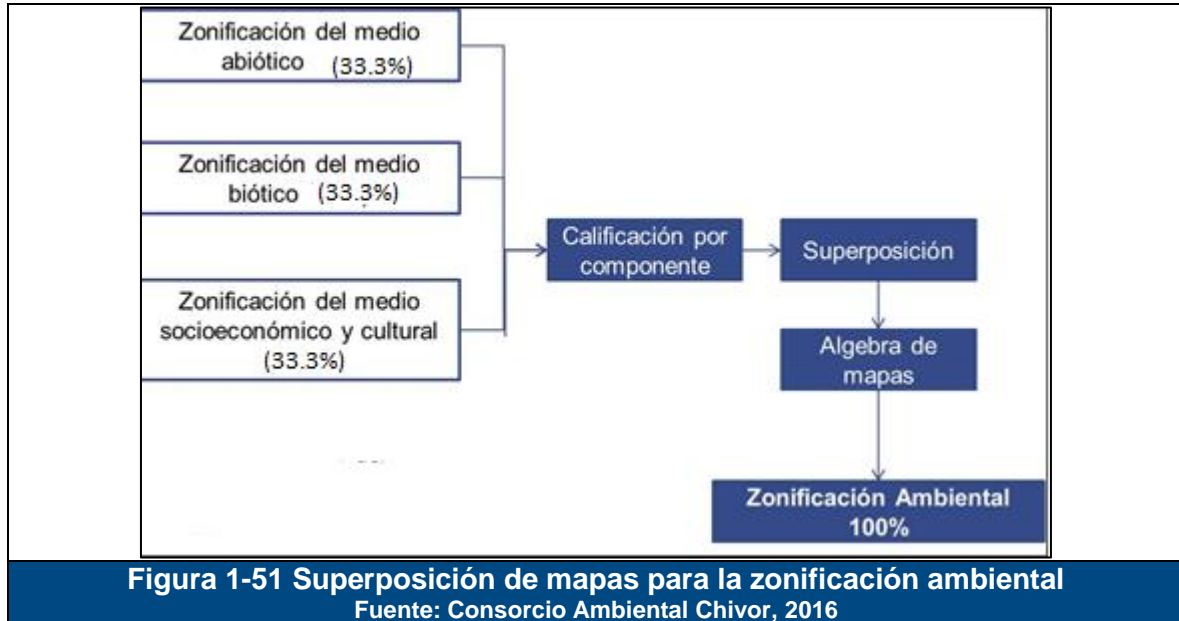 Zonificación del medio
abiótico (33.3%)
Zonificación del medio
biótico (33.3%)
Zonificación del medio
socioeconómico y cultural
(33.3%)
Calificación por
componente
Superposición
Algebra de
mapas
Zonificación Ambiental
100%
Figura 1-51 Superposición de mapas para la zonificación ambiental
Fuente: Consorcio Ambiental Chivor, 2016